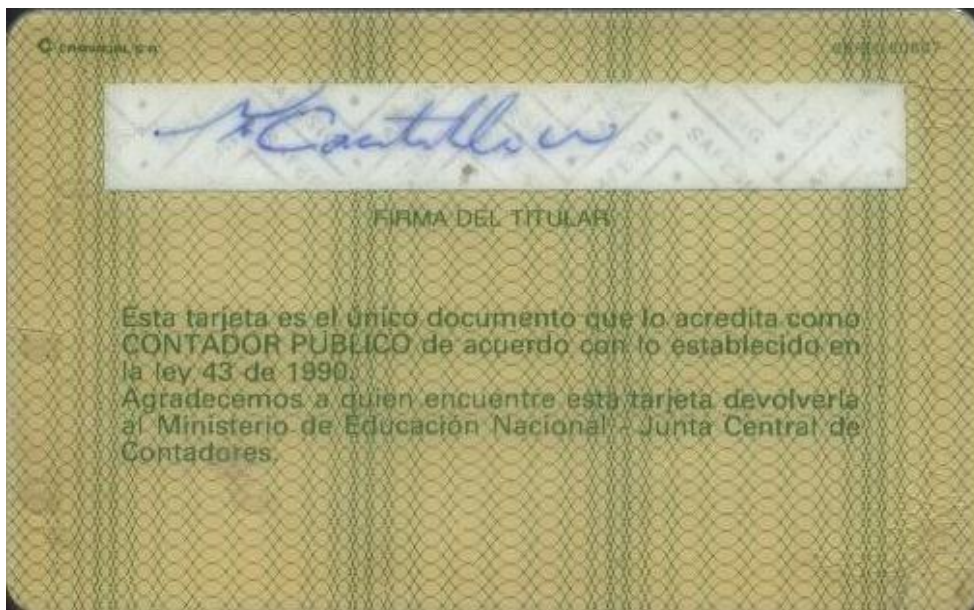 CARVAJAL S.A.
FIRMA DEL TITULAR
Esta tarjeta es el único documento que lo acredita como
CONTADOR PUBLICO de acuerdo con lo establecido en
la ley 43 de 1990.
Agradecemos a quien encuentre esta tarjeta devolverla
al Ministerio de Educación Nacional - Junta Central de
Contadores.